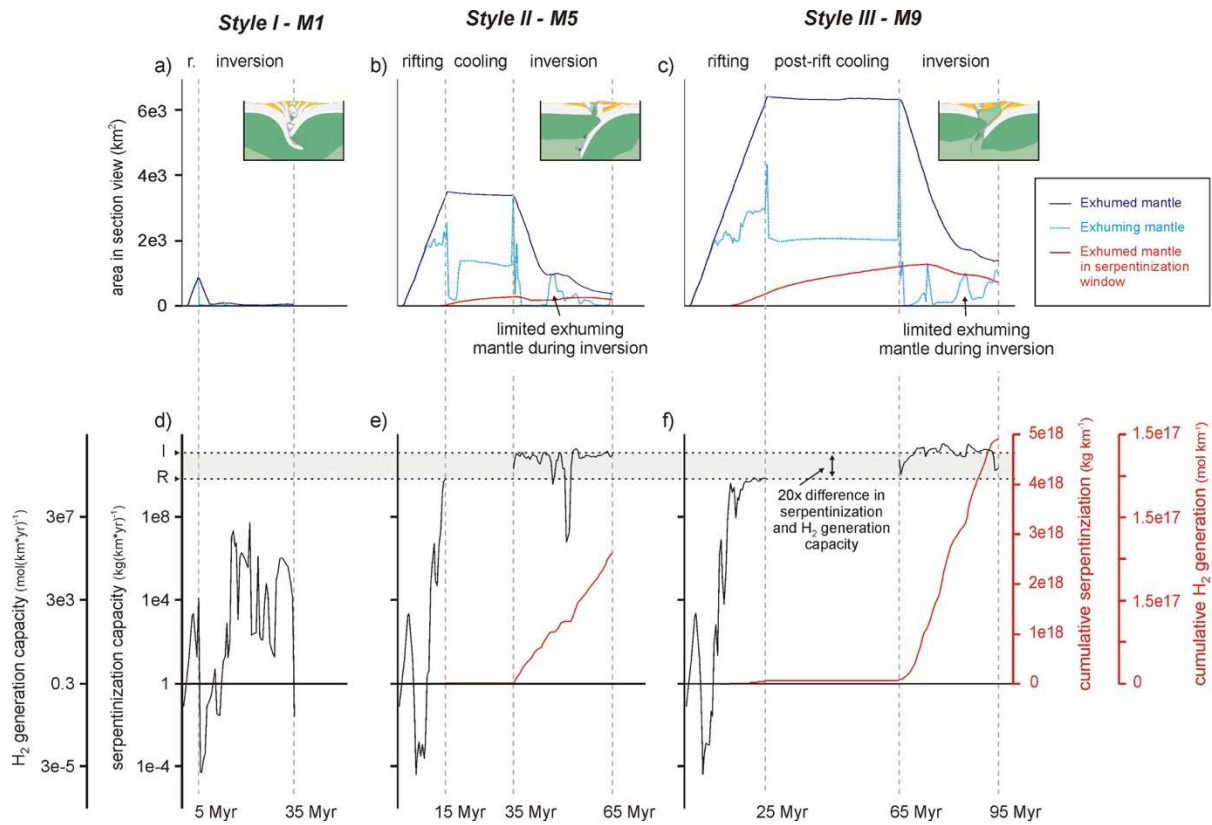 Style I - M1
Style II - M5
Style III - M9
a)
r.
inversion
b)
rifting
cooling
inversion
c)
rifting
post-rift cooling
inversion
area in section view (km²)
6e3
4e3
2e3
0
limited exhuming
mantle during inversion
limited exhuming
mantle during inversion
Exhumed mantle
Exhuming mantle
Exhumed mantle
in serpentinization
window
d)
e)
f)
H₂ generation capacity (mol(km*yr)⁻¹)
3e7
3e3
0.3
3e-5
serpentinization capacity (kg(km*yr)⁻¹)
I
R
1e8
1e4
1
1e-4
20x difference in
serpentinization
and H₂ generation
capacity
5e18
4e18
3e18
2e18
1e18
0
cumulative serpentinziation (kg km⁻¹)
1.5e17
1.5e17
1.5e17
0
cumulative H₂ generation (mol km⁻¹)
5 Myr
35 Myr
15 Myr
35 Myr
65 Myr
25 Myr
65 Myr
95 Myr